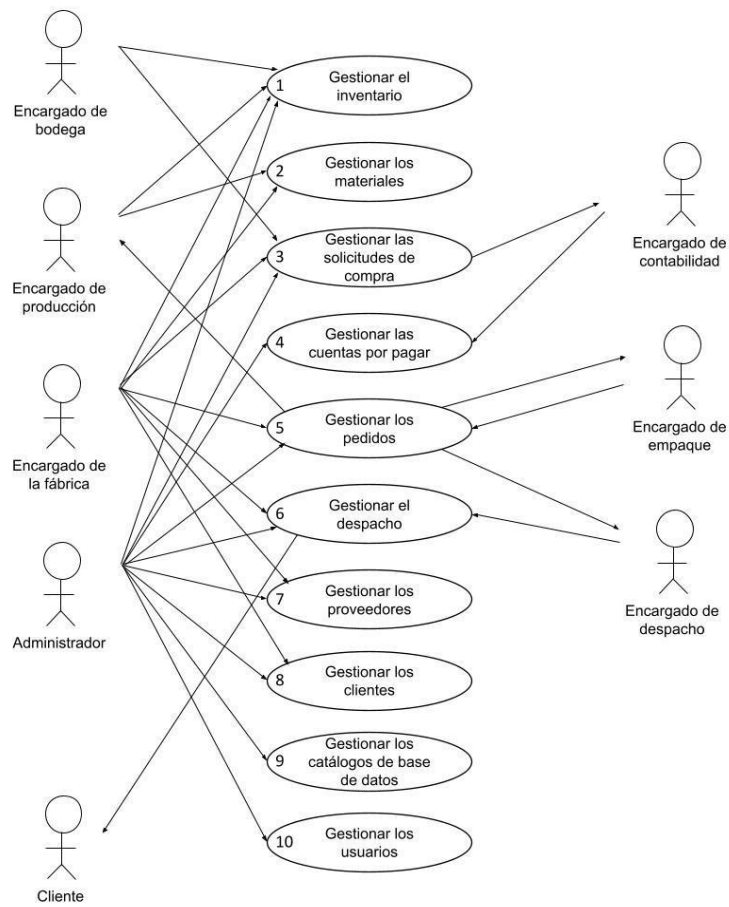 Encargado de
bodega
Encargado de
producción
Encargado de
la fábrica
Administrador
Cliente
1
Gestionar el
inventario
2
Gestionar los
materiales
3
Gestionar las
solicitudes de
compra
4
Gestionar las
cuentas por pagar
5
Gestionar los
pedidos
6
Gestionar el
despacho
7
Gestionar los
proveedores
8
Gestionar los
clientes
9
Gestionar los
catálogos de base
de datos
10
Gestionar los
usuarios
Encargado de
contabilidad
Encargado de
empaque
Encargado de
despacho